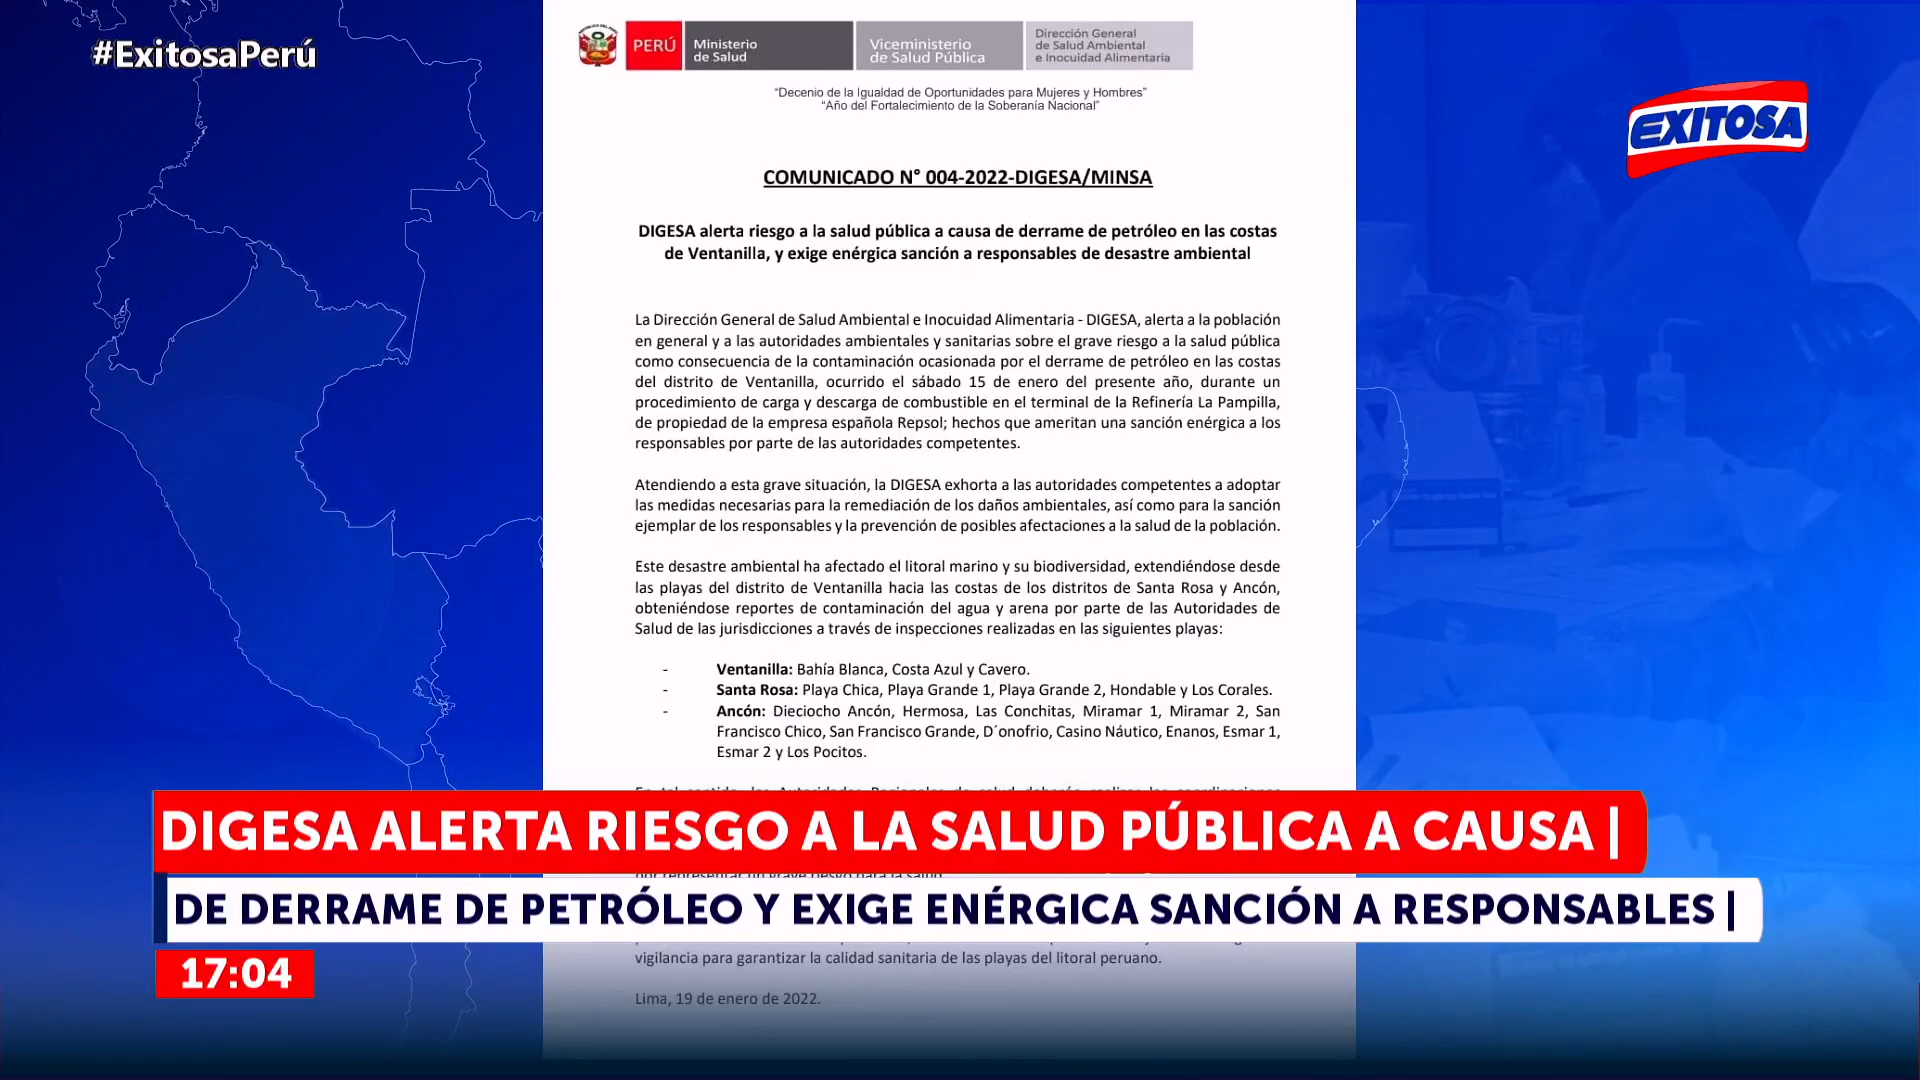 #ExitosaPerú
PERÚ
Ministerio
de Salud
Viceministerio
de Salud Pública
Dirección General
de Salud Ambiental
e Inocuidad Alimentaria
“Decenio de la Igualdad de Oportunidades para Mujeres y Hombres”
“Año del Fortalecimiento de la Soberanía Nacional”
EXITOSA
COMUNICADO N° 004-2022-DIGESA/MINSA
DIGESA alerta riesgo a la salud pública a causa de derrame de petróleo en las costas
de Ventanilla, y exige enérgica sanción a responsables de desastre ambiental
La Dirección General de Salud Ambiental e Inocuidad Alimentaria - DIGESA, alerta a la población
en general y a las autoridades ambientales y sanitarias sobre el grave riesgo a la salud pública
como consecuencia de la contaminación ocasionada por el derrame de petróleo en las costas
del distrito de Ventanilla, ocurrido el sábado 15 de enero del presente año, durante un
procedimiento de carga y descarga de combustible en el terminal de la Refinería La Pampilla,
de propiedad de la empresa española Repsol; hechos que ameritan una sanción enérgica a los
responsables por parte de las autoridades competentes.
Atendiendo a esta grave situación, la DIGESA exhorta a las autoridades competentes a adoptar
las medidas necesarias para la remediación de los daños ambientales, así como para la sanción
ejemplar de los responsables y la prevención de posibles afectaciones a la salud de la población.
Este desastre ambiental ha afectado el litoral marino y su biodiversidad, extendiéndose desde
las playas del distrito de Ventanilla hacia las costas de los distritos de Santa Rosa y Ancón,
obteniéndose reportes de contaminación del agua y arena por parte de las Autoridades de
Salud de las jurisdicciones a través de inspecciones realizadas en las siguientes playas:
- Ventanilla: Bahía Blanca, Costa Azul y Cavero.
- Santa Rosa: Playa Chica, Playa Grande 1, Playa Grande 2, Hondable y Los Corales.
- Ancón: Dieciocho Ancón, Hermosa, Las Conchitas, Miramar 1, Miramar 2, San
Francisco Chico, San Francisco Grande, D´onofrio, Casino Náutico, Enanos, Esmar 1,
Esmar 2 y Los Pocitos.
DIGESA ALERTA RIESGO A LA SALUD PÚBLICA A CAUSA |
DE DERRAME DE PETRÓLEO Y EXIGE ENÉRGICA SANCIÓN A RESPONSABLES |
vigilancia para garantizar la calidad sanitaria de las playas del litoral peruano.
17:04
Lima, 19 de enero de 2022.